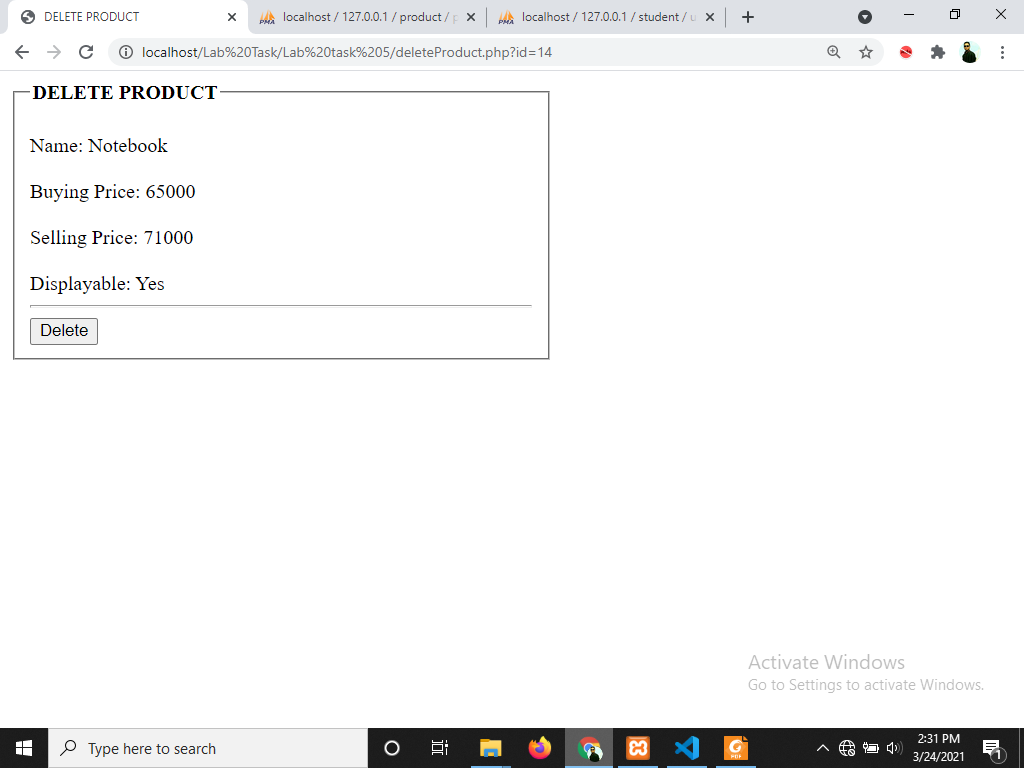 DELETE PRODUCT
localhost / 127.0.0.1 / product / p
localhost / 127.0.0.1 / student / u
localhost/Lab%20Task/Lab%20task%205/deleteProduct.php?id=14
DELETE PRODUCT
Name: Notebook
Buying Price: 65000
Selling Price: 71000
Displayable: Yes
Delete
Activate Windows
Go to Settings to activate Windows.
Type here to search
2:31 PM
3/24/2021
1